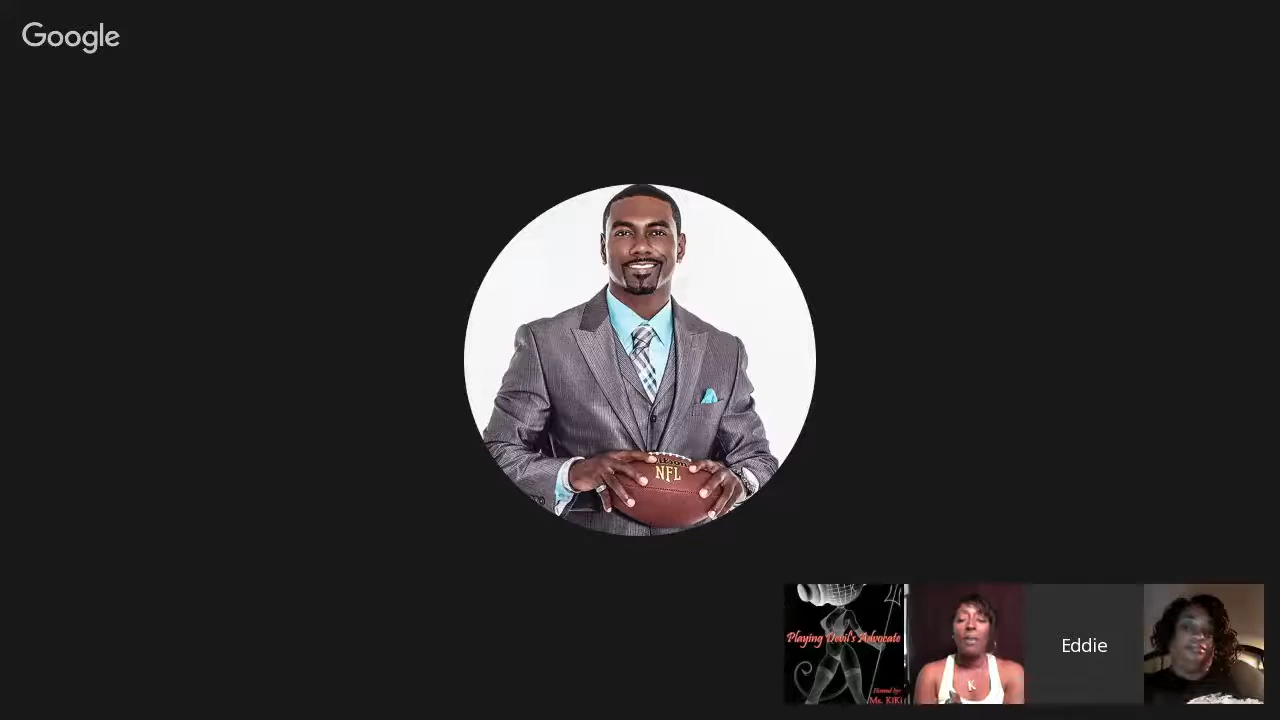 Google
NFL
Playing Devil's Advocate
Hosted by:
Ms. KiKi
K
Eddie